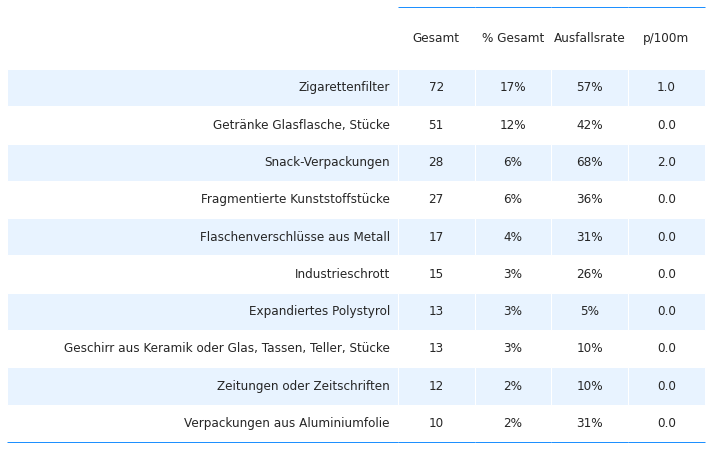 Gesamt % Gesamt Ausfallsrate p/100m
Zigarettenfilter 72 17% 57% 1.0
Getränke Glasflasche, Stücke 51 12% 42% 0.0
Snack-Verpackungen 28 6% 68% 2.0
Fragmentierte Kunststoffstücke 27 6% 36% 0.0
Flaschenverschlüsse aus Metall 17 4% 31% 0.0
Industrieschrott 15 3% 26% 0.0
Expandiertes Polystyrol 13 3% 5% 0.0
Geschirr aus Keramik oder Glas, Tassen, Teller, Stücke 13 3% 10% 0.0
Zeitungen oder Zeitschriften 12 2% 10% 0.0
Verpackungen aus Aluminiumfolie 10 2% 31% 0.0